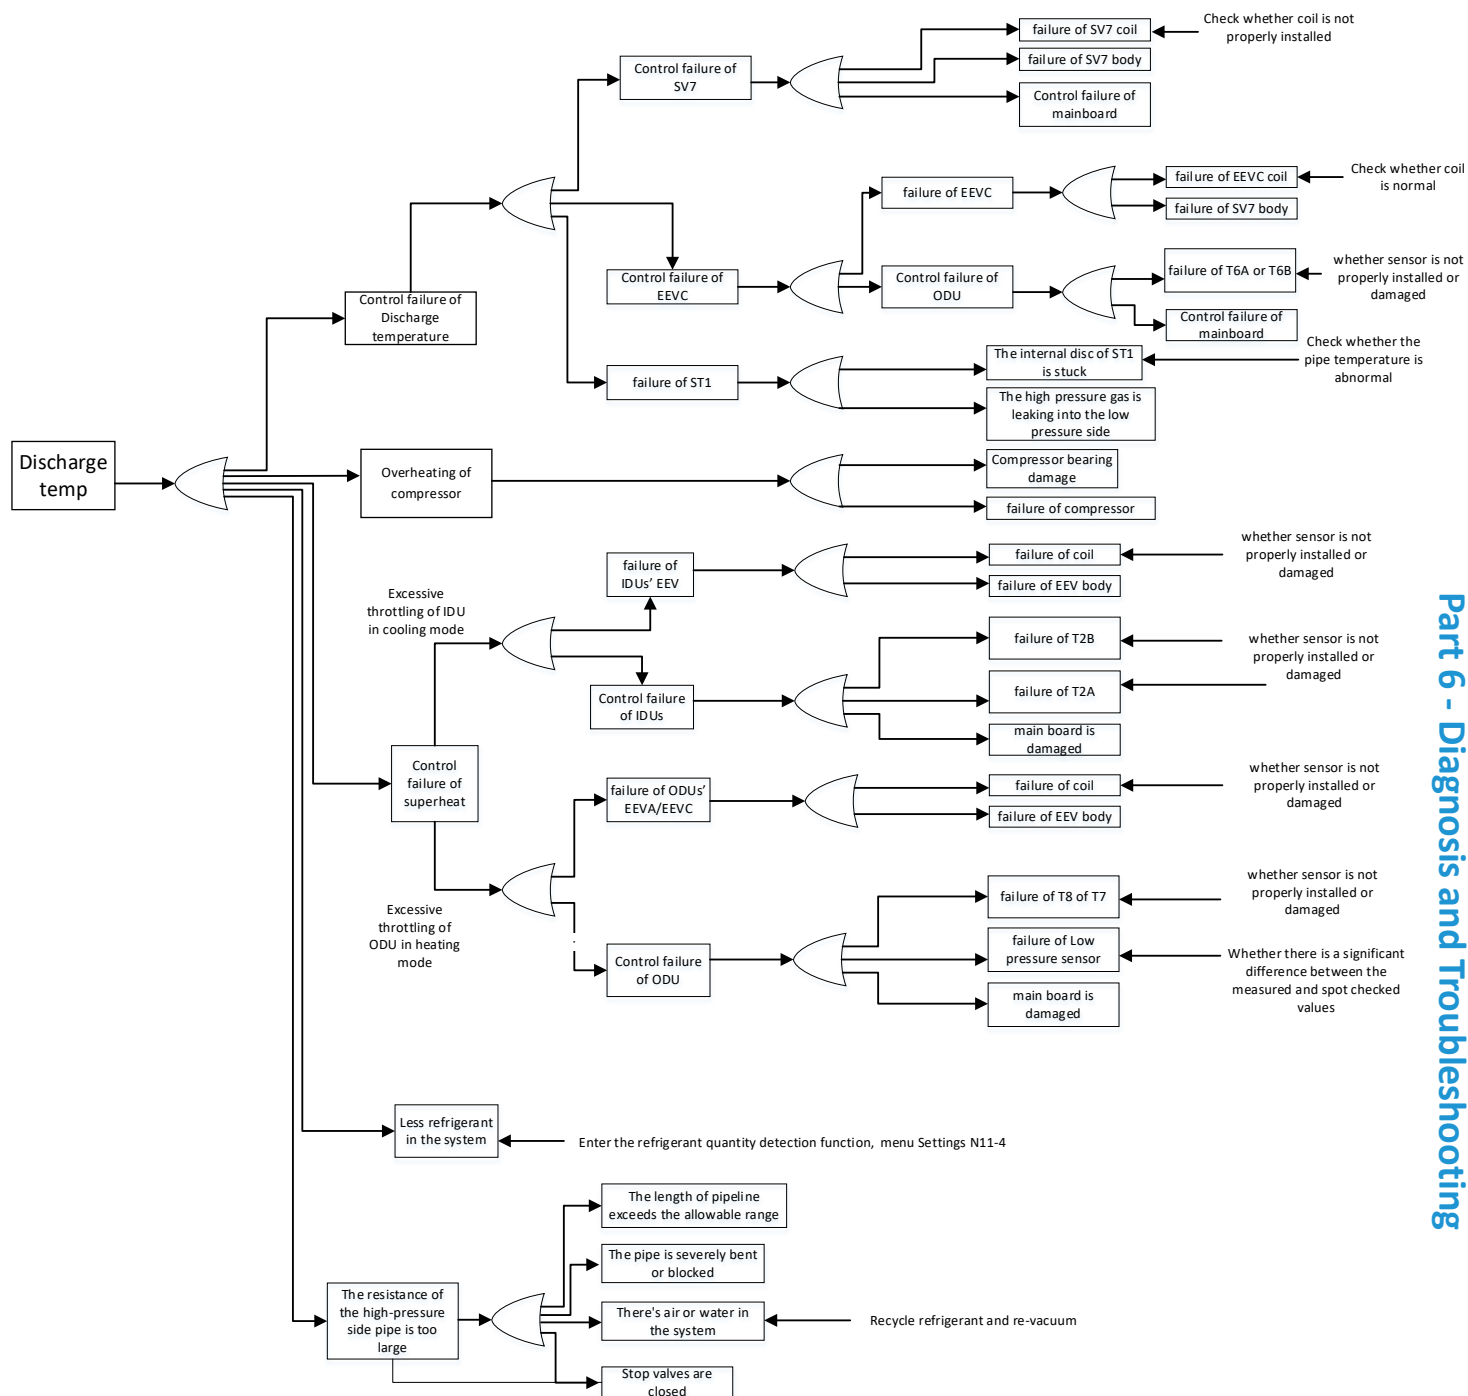 Discharge
temp
Control failure of
Discharge
temperature
Control failure of
SV7
failure of SV7 coil
Check whether coil is not
properly installed
failure of SV7 body
Control failure of
mainboard
Control failure of
EEVC
failure of EEVC
failure of EEVC coil
Check whether coil
is normal
failure of SV7 body
Control failure of
ODU
failure of T6A or T6B
whether sensor is not
properly installed or
damaged
Control failure of
mainboard
failure of ST1
The internal disc of ST1
is stuck
Check whether the
pipe temperature is
abnormal
The high pressure gas is
leaking into the low
pressure side
Overheating of
compressor
Compressor bearing
damage
failure of compressor
Control
failure of
superheat
Excessive
throttling of IDU
in cooling mode
failure of
IDUs’ EEV
failure of coil
whether sensor is not
properly installed or
damaged
failure of EEV body
Control failure
of IDUs
failure of T2B
whether sensor is not
properly installed or
damaged
failure of T2A
main board is
damaged
Excessive
throttling of
ODU in heating
mode
failure of ODUs’
EEVA/EEVC
failure of coil
whether sensor is not
properly installed or
damaged
failure of EEV body
Control failure
of ODU
failure of T8 of T7
whether sensor is not
properly installed or
damaged
failure of Low
pressure sensor
Whether there is a significant
difference between the
measured and spot checked
values
main board is
damaged
Less refrigerant
in the system
Enter the refrigerant quantity detection function, menu Settings N11-4
The resistance of
the high-pressure
side pipe is too
large
The length of pipeline
exceeds the allowable range
The pipe is severely bent
or blocked
There's air or water in
the system
Recycle refrigerant and re-vacuum
Stop valves are
closed
Part 6 - Diagnosis and Troubleshooting